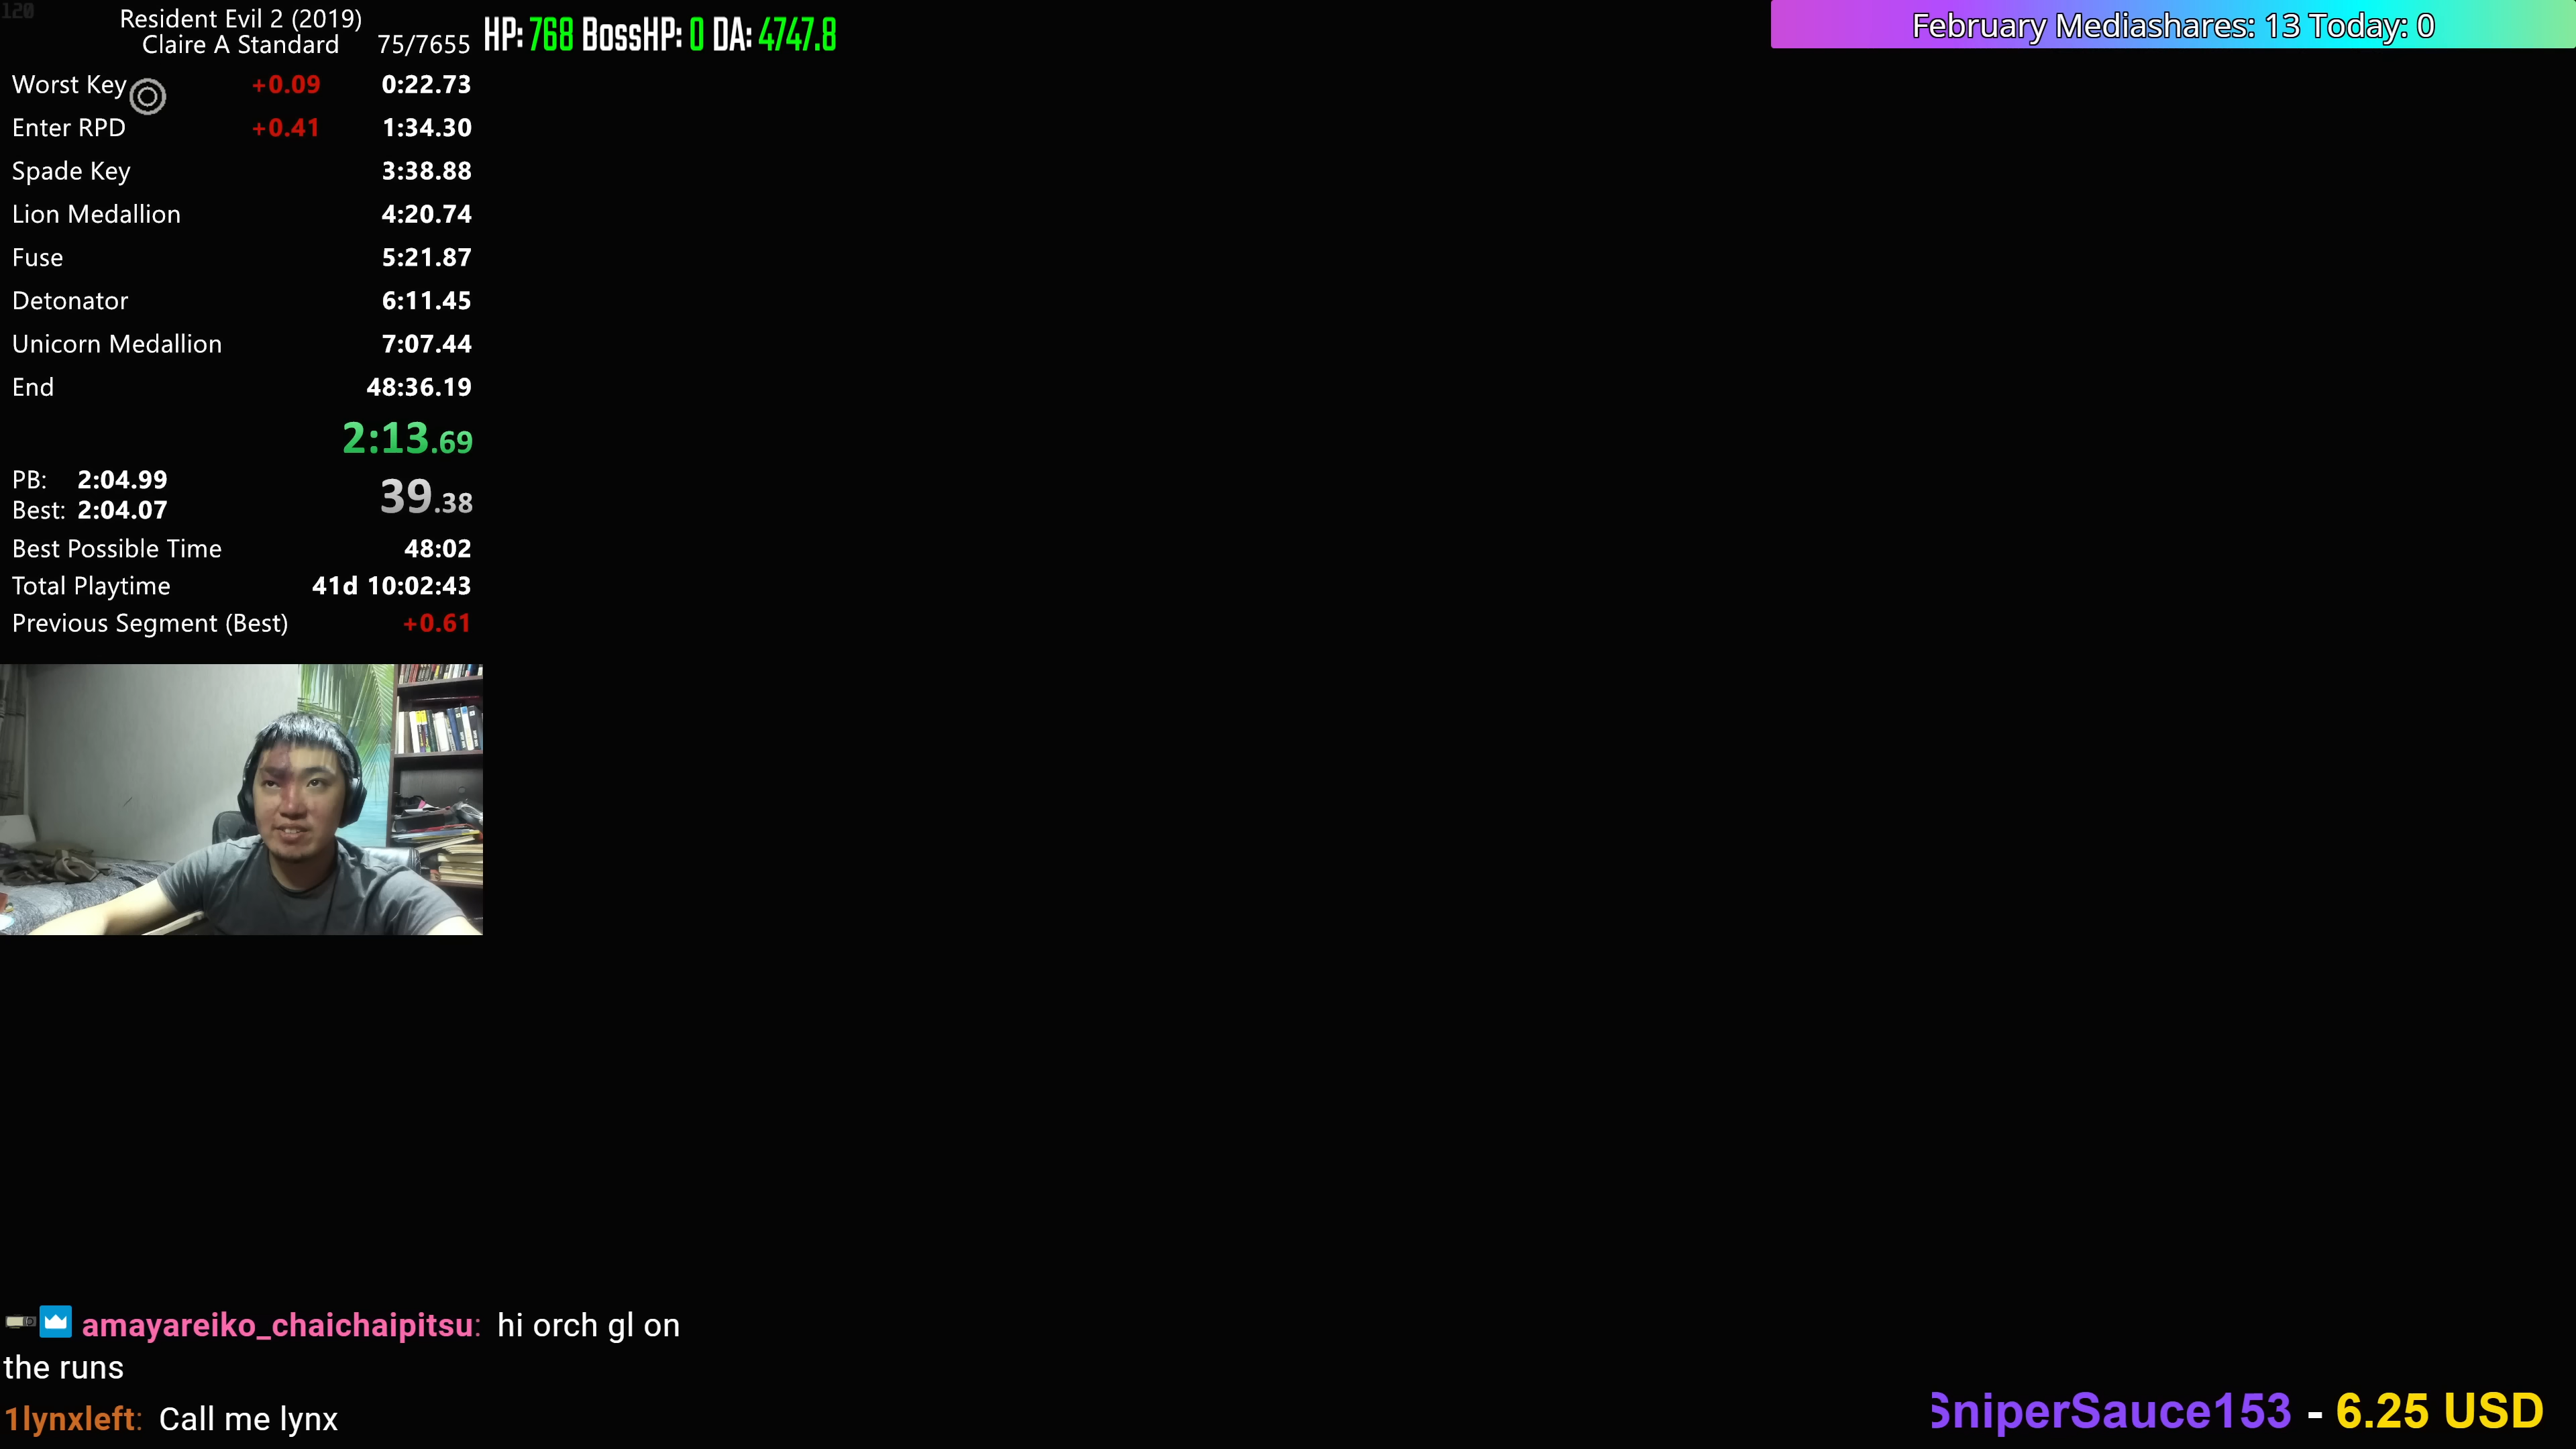 120
Resident Evil 2 (2019)
Claire A Standard 75/7655
HP: 768 BossHP: 0 DA: 4747.8
February Mediashares: 13 Today: 0
Worst Key +0.09 0:22.73
Enter RPD +0.41 1:34.30
Spade Key 3:38.88
Lion Medallion 4:20.74
Fuse 5:21.87
Detonator 6:11.45
Unicorn Medallion 7:07.44
End 48:36.19
2:13.69
PB: 2:04.99
39.38
Best: 2:04.07
Best Possible Time 48:02
Total Playtime 41d 10:02:43
Previous Segment (Best) +0.61
amayareiko_chaichaipitsu: hi orch gl on
the runs
1lynxleft: Call me lynx
SniperSauce153 - 6.25 USD